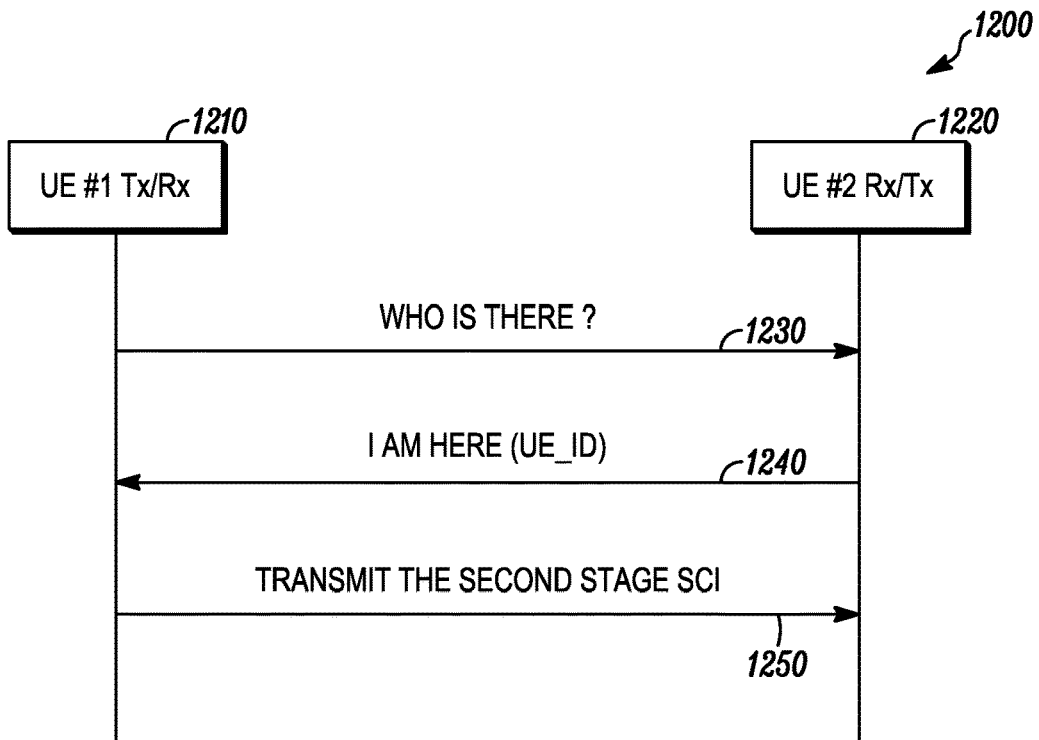 1200
1210
1220
UE #1 Tx/Rx
UE #2 Rx/Tx
WHO IS THERE ?
1230
I AM HERE (UE_ID)
1240
TRANSMIT THE SECOND STAGE SCI
1250